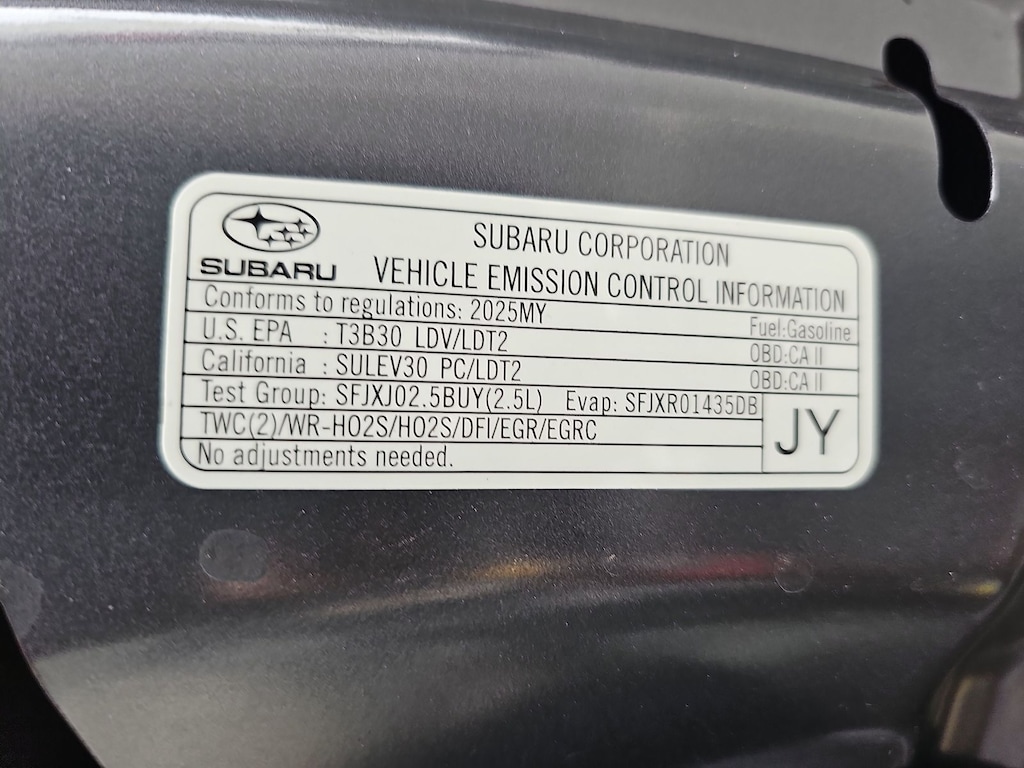 SUBARU
SUBARU CORPORATION
VEHICLE EMISSION CONTROL INFORMATION
Conforms to regulations: 2025MY Fuel:Gasoline
U.S. EPA : T3B30 LDV/LDT2 OBD:CA II
California : SULEV30 PC/LDT2 OBD:CA II
Test Group: SFJXJ02.5BUY(2.5L) Evap: SFJXR01435DB
TWC(2)/WR-HO2S/HO2S/DFI/EGR/EGRC
JY
No adjustments needed.